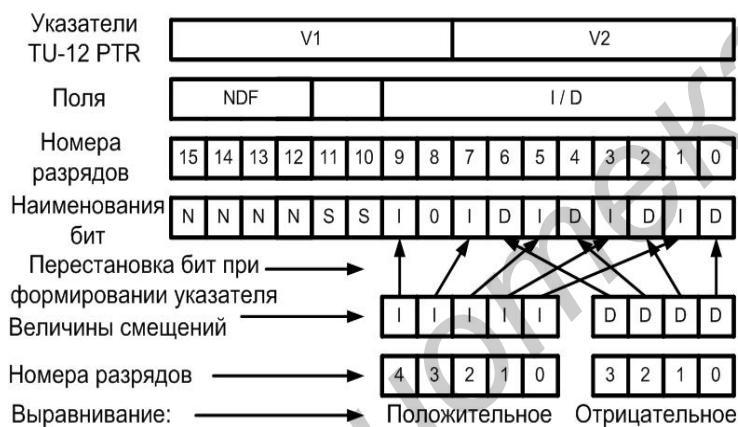 Указатели TU-12 PTR V1 V2
Поля NDF I / D
Номера разрядов 15 14 13 12 11 10 9 8 7 6 5 4 3 2 1 0
Наименования бит N N N N S S I 0 I D I D I D I D
Перестановка бит при формировании указателя
Величины смещений I I I I I D D D D
Номера разрядов 4 3 2 1 0 3 2 1 0
Выравнивание: Положительное Отрицательное